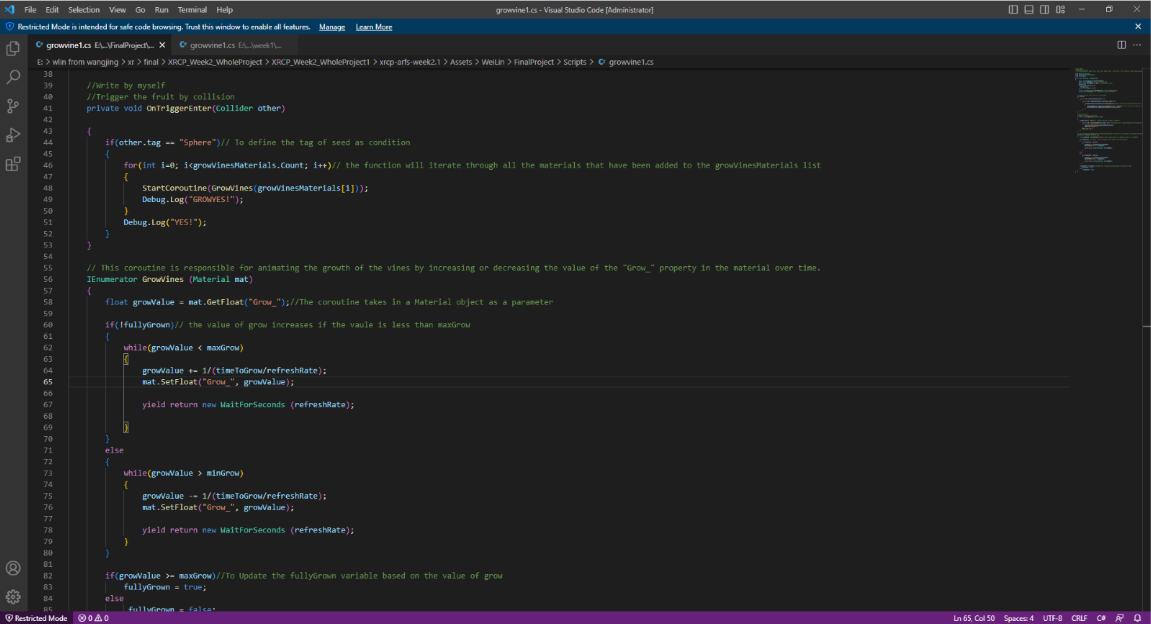 File Edit Selection View Go Run Terminal Help growvine1.cs - Visual Studio Code [Administrator]
Restricted Mode is intended for safe code browsing. Trust this window to enable all features. Manage Learn More
growvine1.cs E:\...\FinalProject\... growvine1.cs E:\...\week1\...
E: > wlin from wangjing > xr > final > XRCP_Week2_WholeProject > XRCP_Week2_WholeProject1 > xrcp-arfs-week2.1 > Assets > WeiLin > FinalProject > Scripts > growvine1.cs
38
39 //Write by myself
40 //Trigger the fruit by collision
41 private void OnTriggerEnter(Collider other)
42
43 {
44 if(other.tag == "Sphere")// To define the tag of seed as condition
45 {
46 for(int i=0; i<growVinesMaterials.Count; i++)// the function will iterate through all the materials that have been added to the growVinesMaterials list
47 {
48 StartCoroutine(GrowVines(growVinesMaterials[i]));
49 Debug.Log("GROWYES!");
50 }
51 Debug.Log("YES!");
52 }
53 }
54
55 // This coroutine is responsible for animating the growth of the vines by increasing or decreasing the value of the "Grow_" property in the material over time.
56 IEnumerator GrowVines (Material mat)
57 {
58 float growValue = mat.GetFloat("Grow_");//The coroutine takes in a Material object as a parameter
59
60 if(!fullyGrown)// the value of grow increases if the vaule is less than maxGrow
61 {
62 while(growValue < maxGrow)
63 {
64 growValue += 1/(timeToGrow/refreshRate);
65 mat.SetFloat("Grow_", growValue);
66
67 yield return new WaitForSeconds (refreshRate);
68
69 }
70 }
71 else
72 {
73 while(growValue > minGrow)
74 {
75 growValue -= 1/(timeToGrow/refreshRate);
76 mat.SetFloat("Grow_", growValue);
77
78 yield return new WaitForSeconds (refreshRate);
79 }
80 }
81
82 if(growValue >= maxGrow)//To Update the fullyGrown variable based on the value of grow
83 fullyGrown = true;
84 else
85 fullyGrown = false;
Restricted Mode 0 0 Ln 65, Col 50 Spaces: 4 UTF-8 CRLF C#